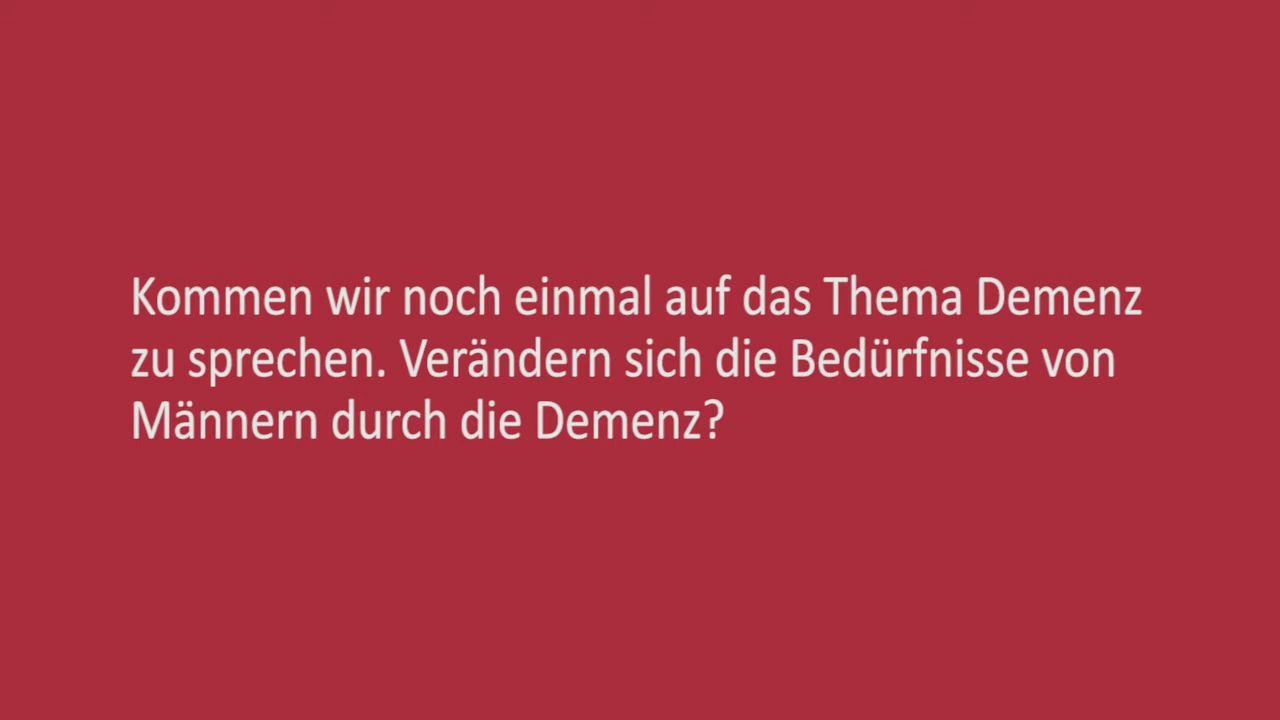 Kommen wir noch einmal auf das Thema Demenz
zu sprechen. Verändern sich die Bedürfnisse von
Männern durch die Demenz?